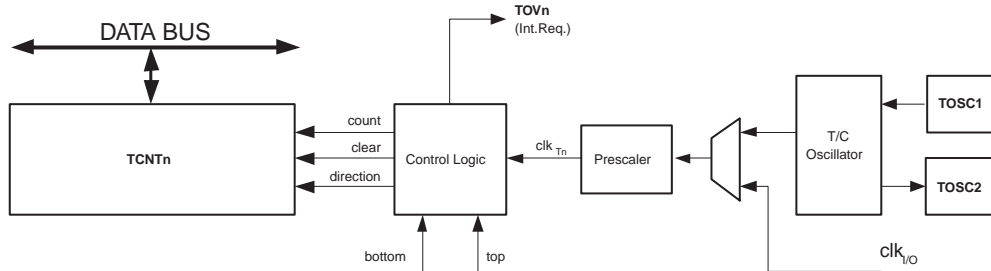 TOVn
(Int.Req.)
DATA BUS
TCNTn
count
clear
direction
Control Logic
clk Tn
Prescaler
T/C
Oscillator
TOSC1
TOSC2
bottom
top
clk I/O